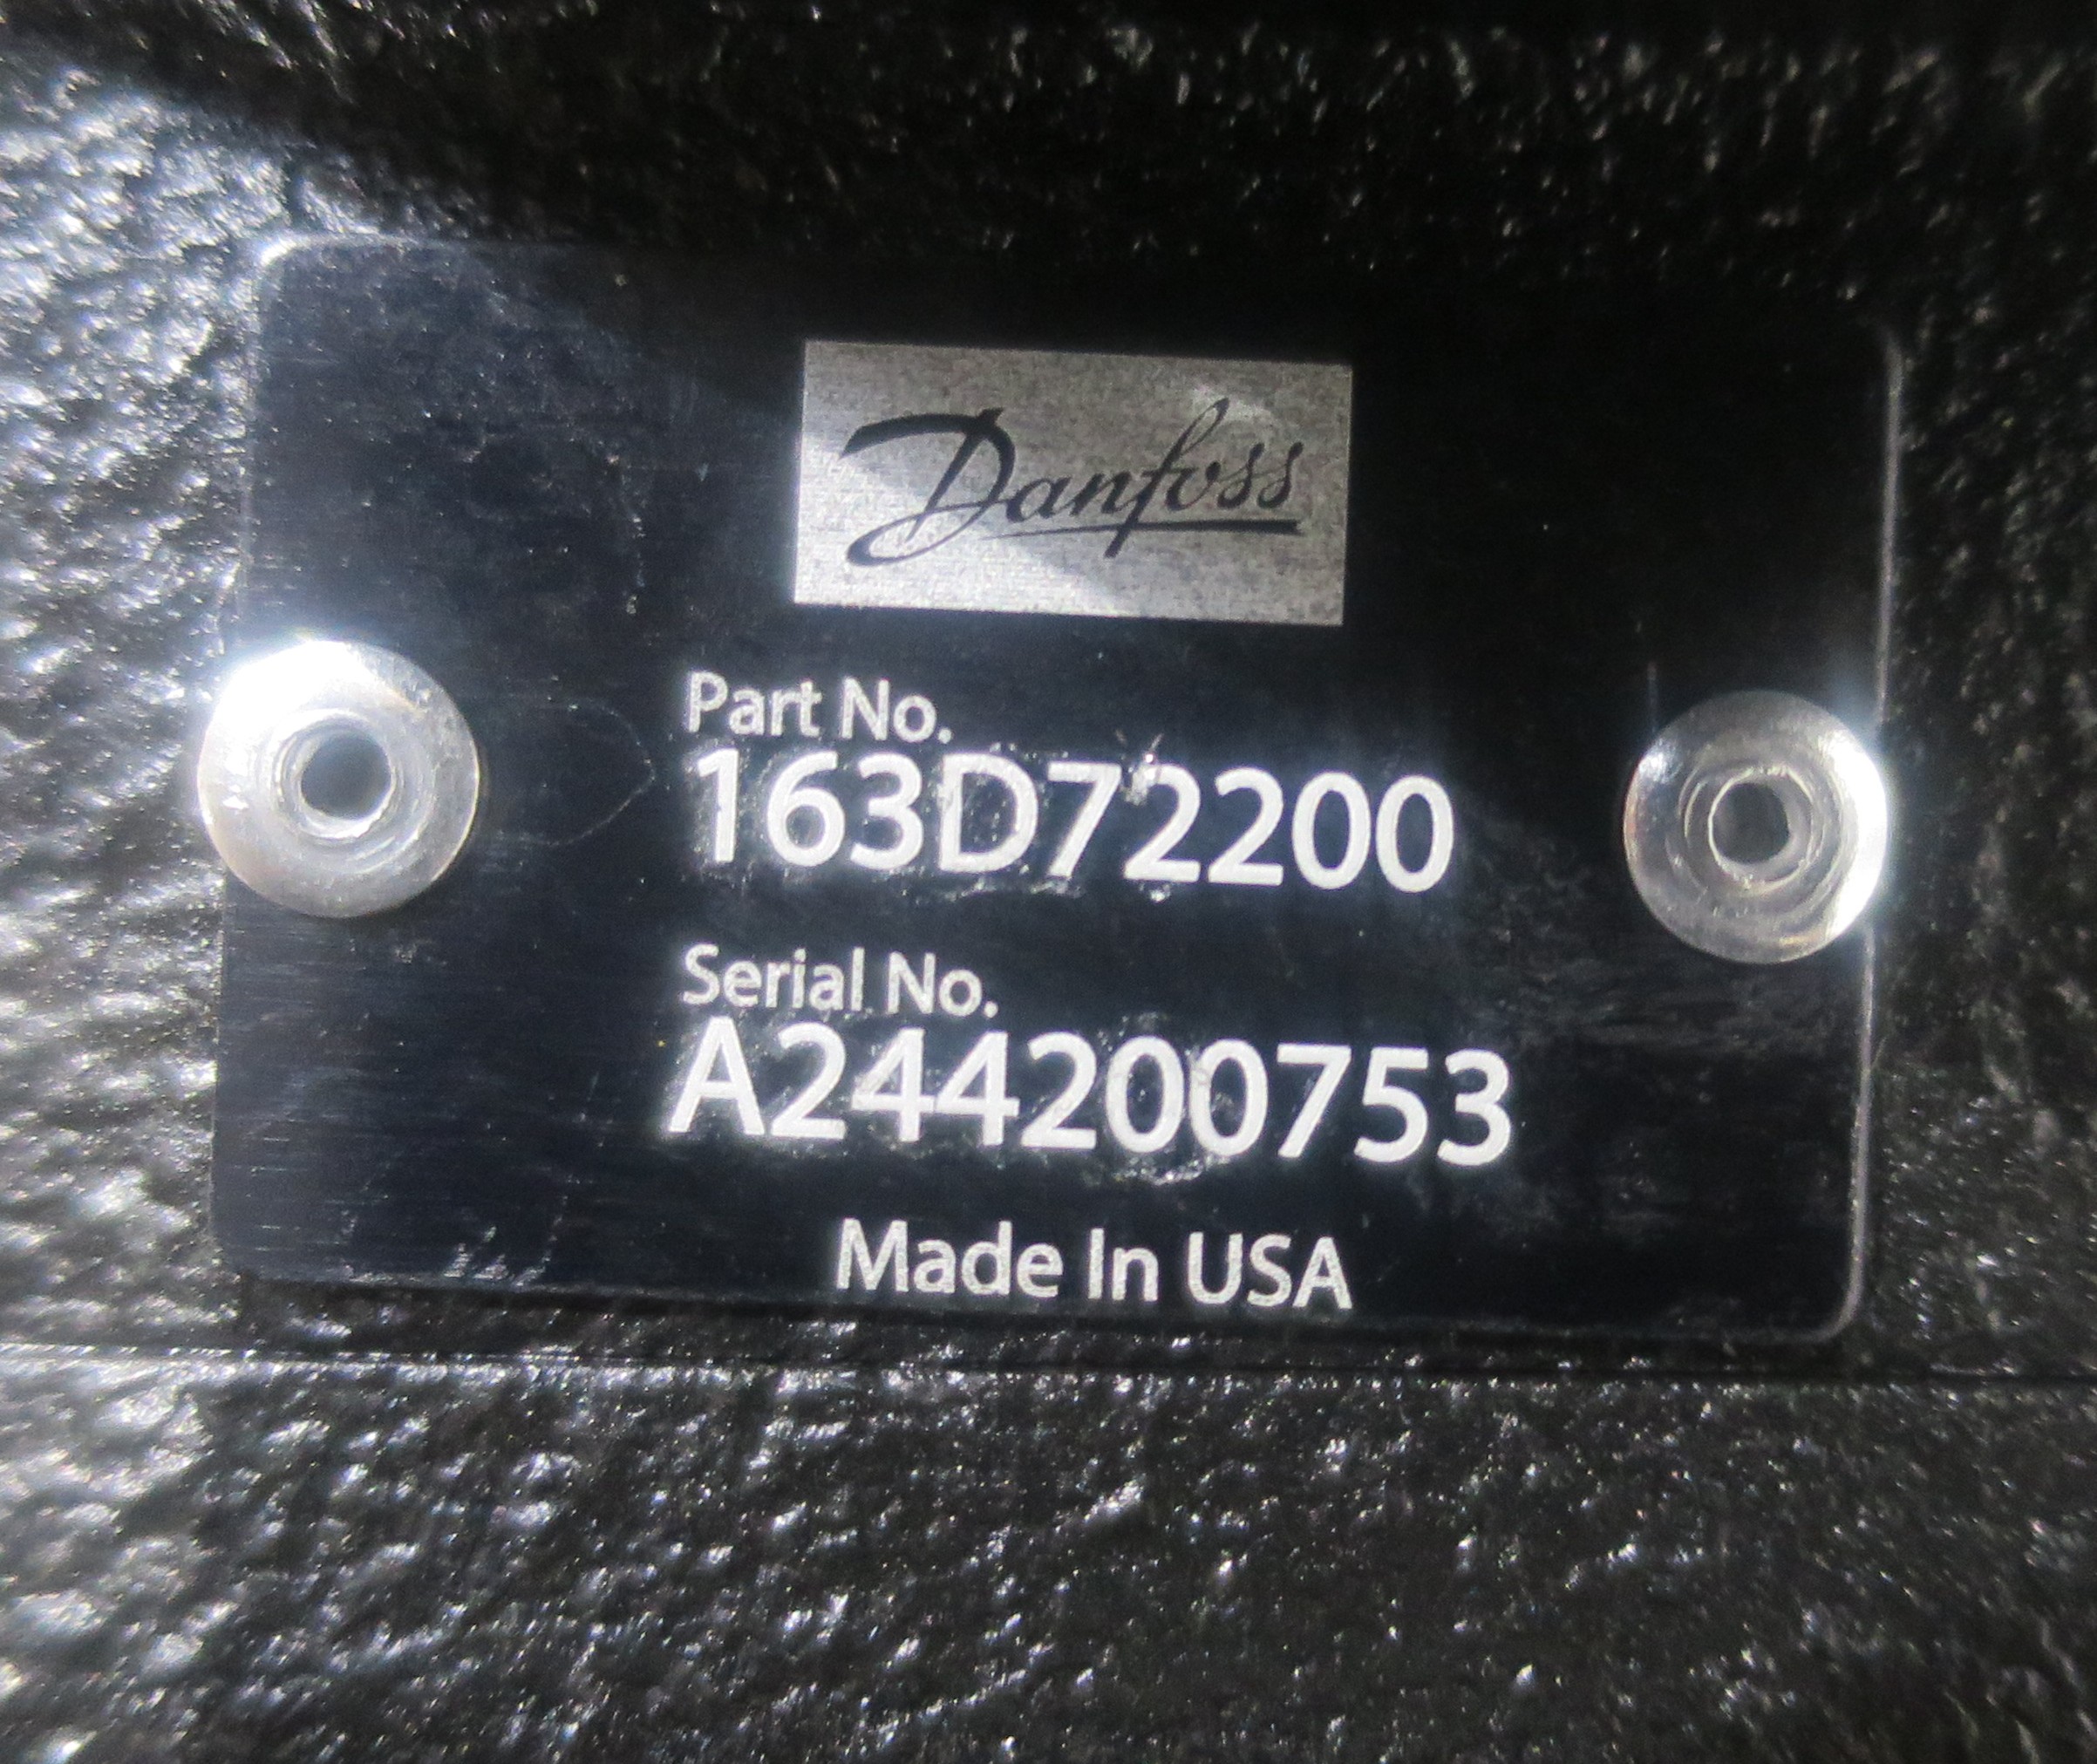 Danfoss
Part No.
163D72200
Serial No.
A244200753
Made In USA